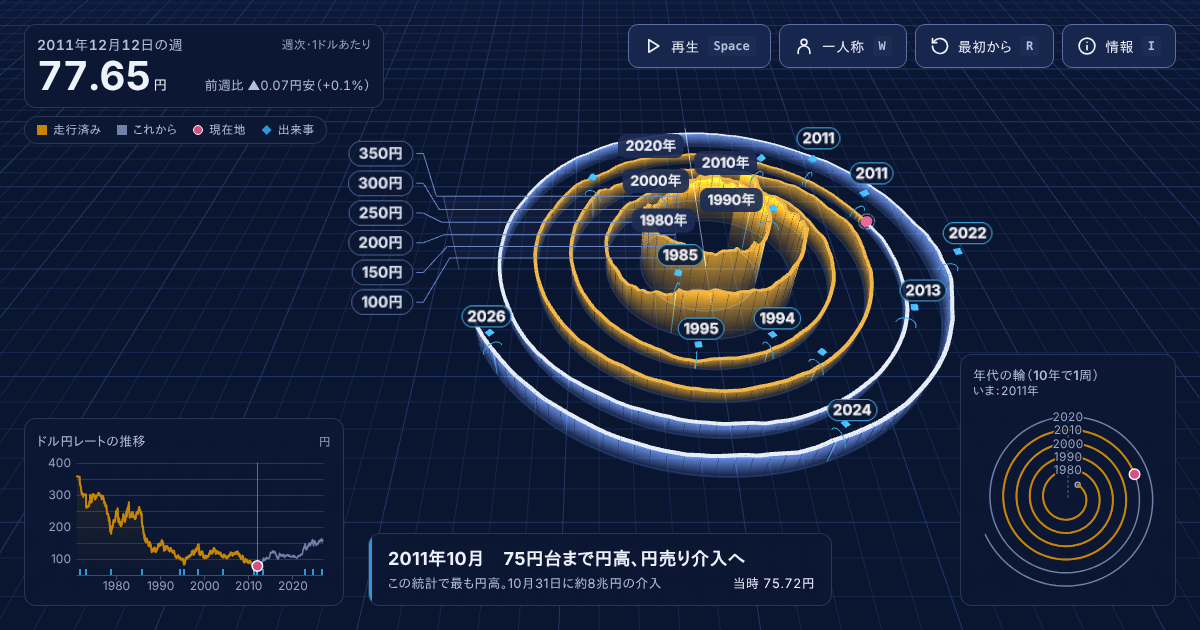 2011年12月12日の週
週次・1ドルあたり
77.65円
前週比 ▲0.07円安(+0.1%)
再生 Space
一人称 W
最初から R
情報 I
走行済み これから 現在地 出来事
350円
300円
250円
200円
150円
100円
2020年
2010年
2000年
1990年
1980年
2011
2011
2022
1985
2013
2026
1995
1994
2024
ドル円レートの推移
円
400
300
200
100
1980 1990 2000 2010 2020
2011年10月 75円台まで円高、円売り介入へ
この統計で最も円高。10月31日に約8兆円の介入
当時 75.72円
年代の輪(10年で1周)
いま:2011年
2020
2010
2000
1990
1980